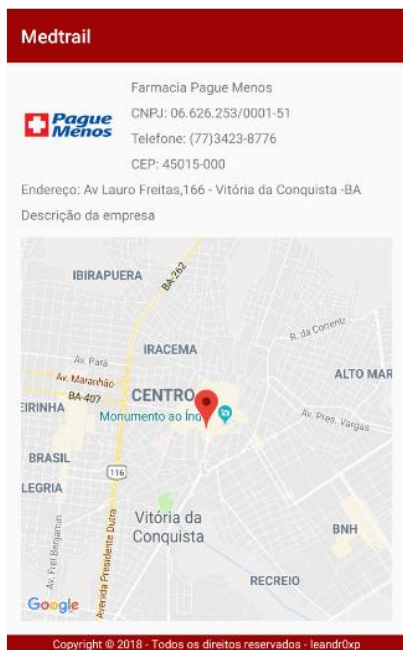 Medtrail
Pague
Menos
Farmacia Pague Menos
CNPJ: 06.626.253/0001-51
Telefone: (77)3423-8776
CEP: 45015-000
Endereço: Av Lauro Freitas,166 - Vitória da Conquista -BA
Descrição da empresa
IBIRAPUERA
BA-262
R. da Corrente
IRACEMA
Av. Pará
Av. Maranhão
ALTO MAR
BA-407
CENTRO
EIRINHA
Monumento ao Índ
Av. Pres. Vargas
BRASIL
116
LEGRIA
Vitória da
Conquista
BNH
Av. Frei Benjamin
Avenida Presidente Dutra
RECREIO
Google
Copyright © 2018 - Todos os direitos reservados - leandr0xp